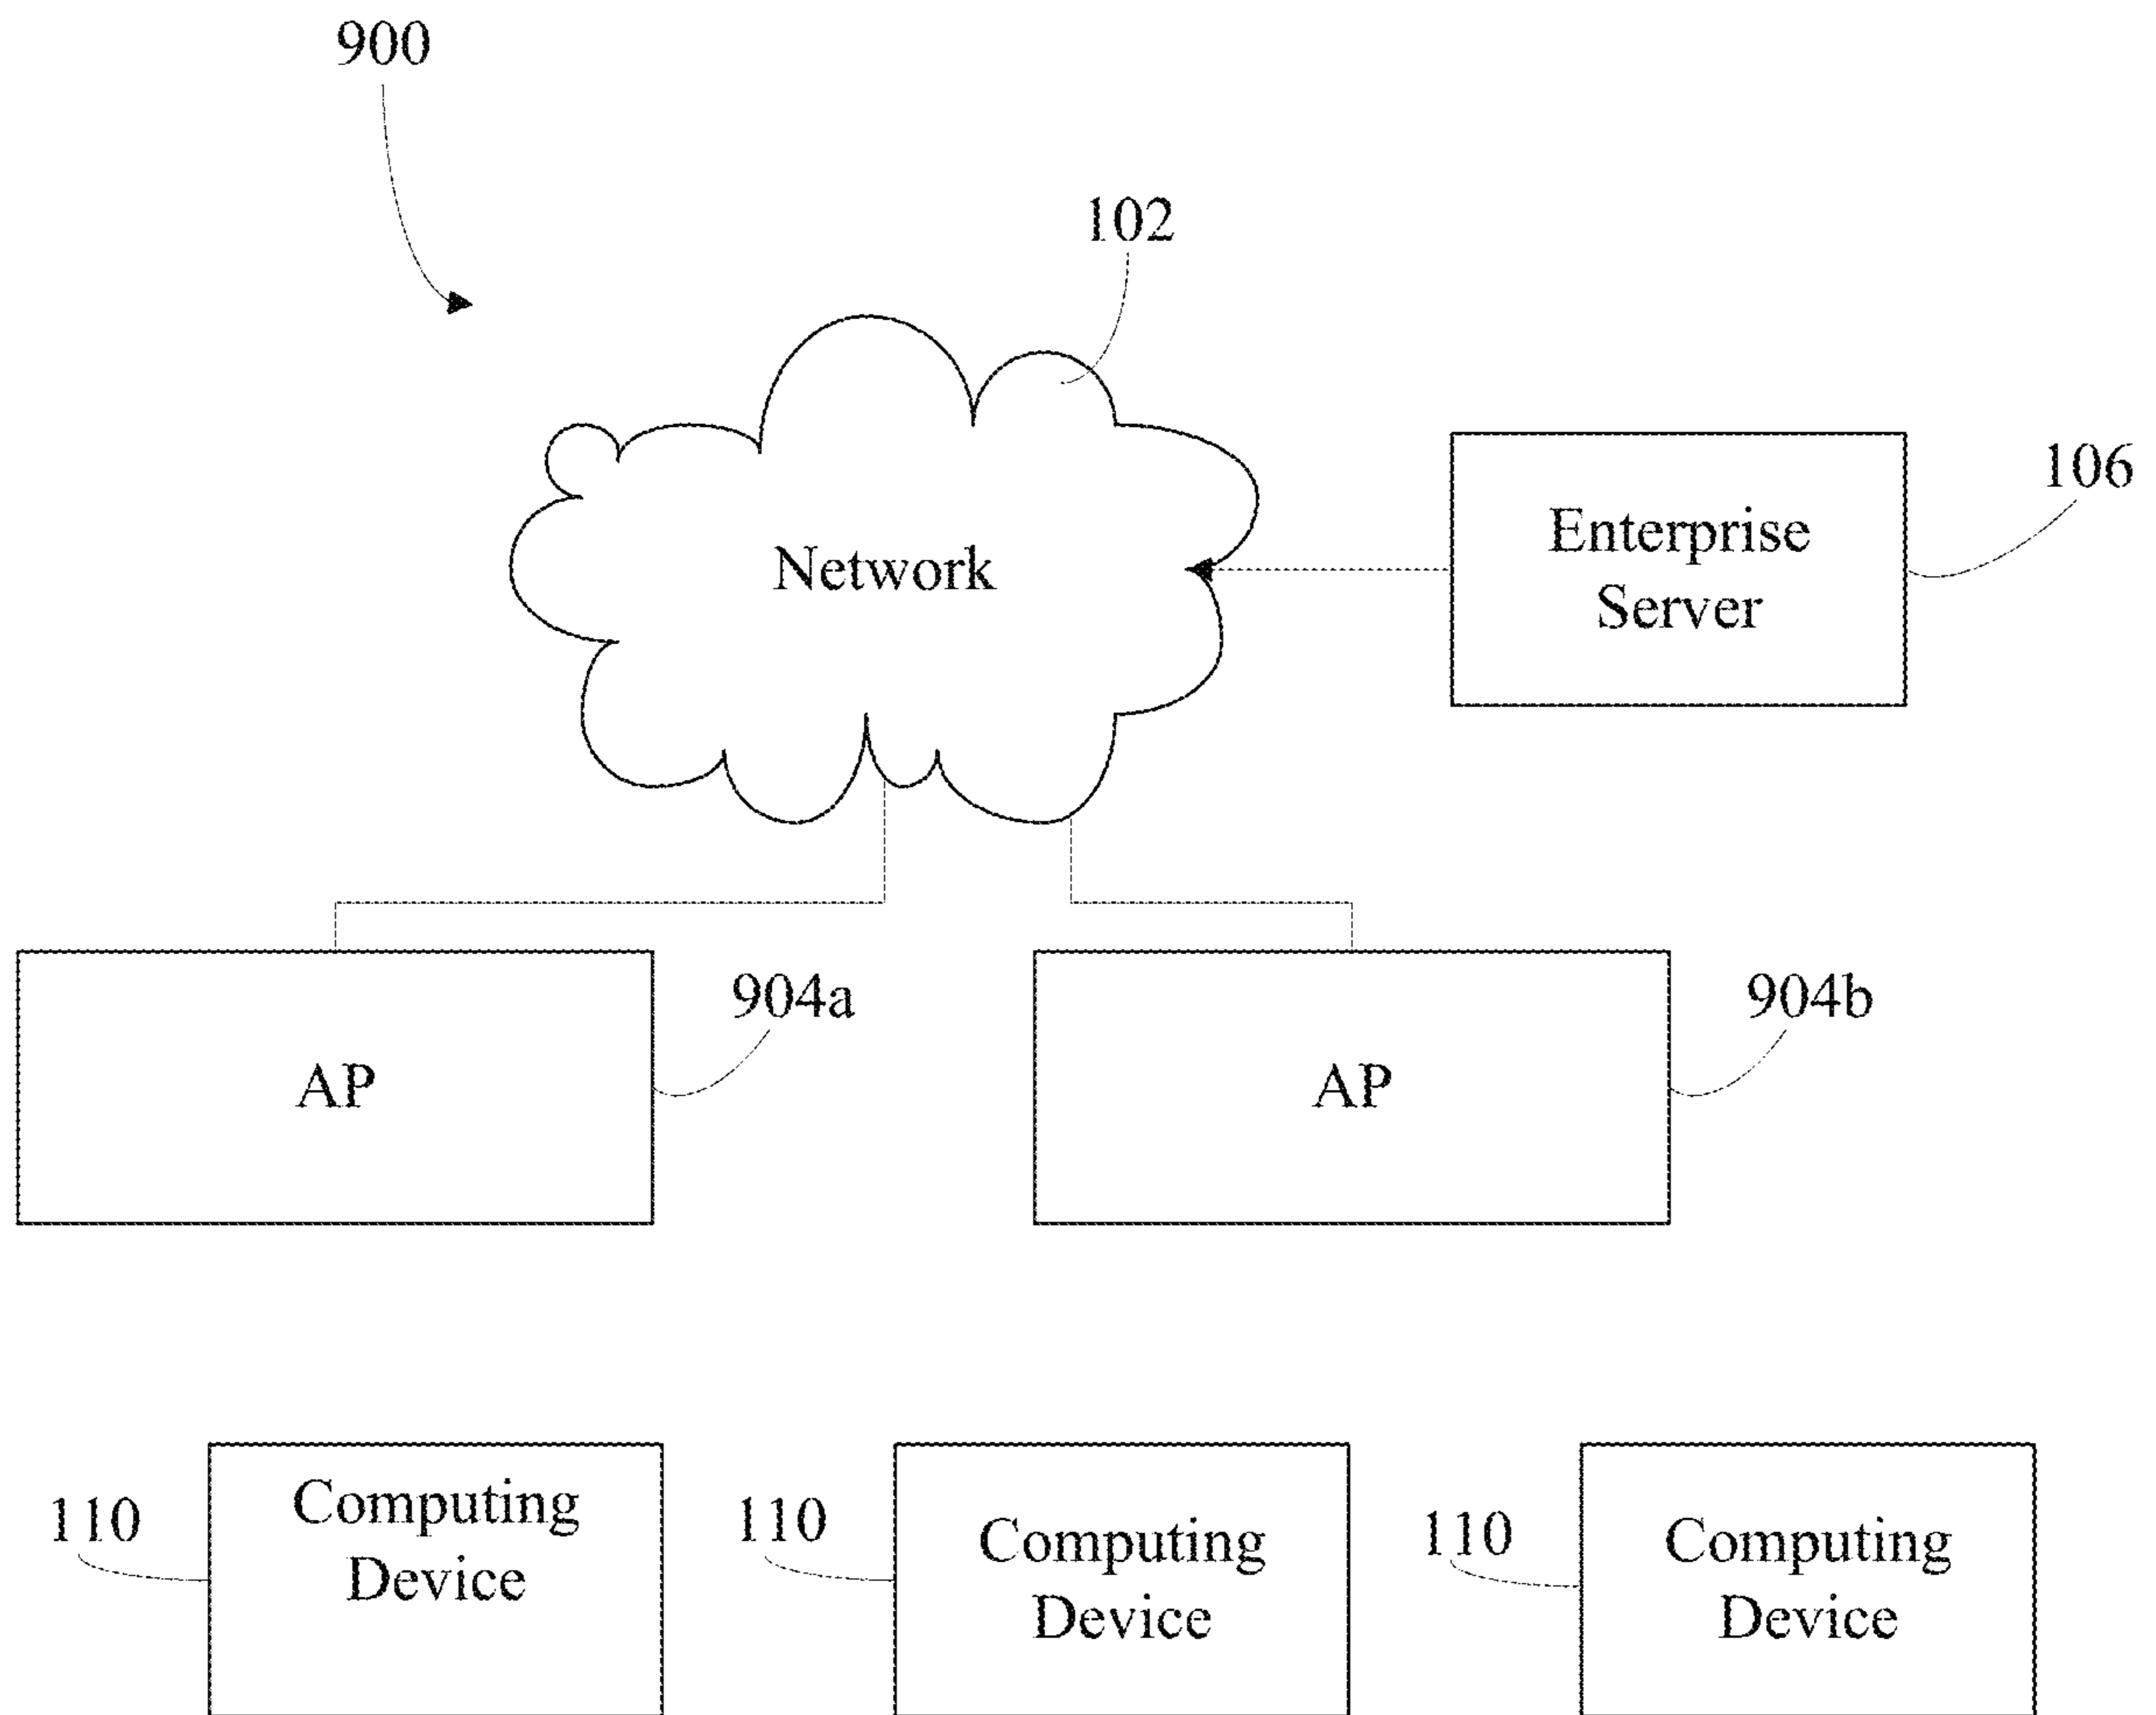 900
102
106
Enterprise
Server
Network
904a
904b
AP
AP
110
Computing
Device
110
Computing
Device
110
Computing
Device